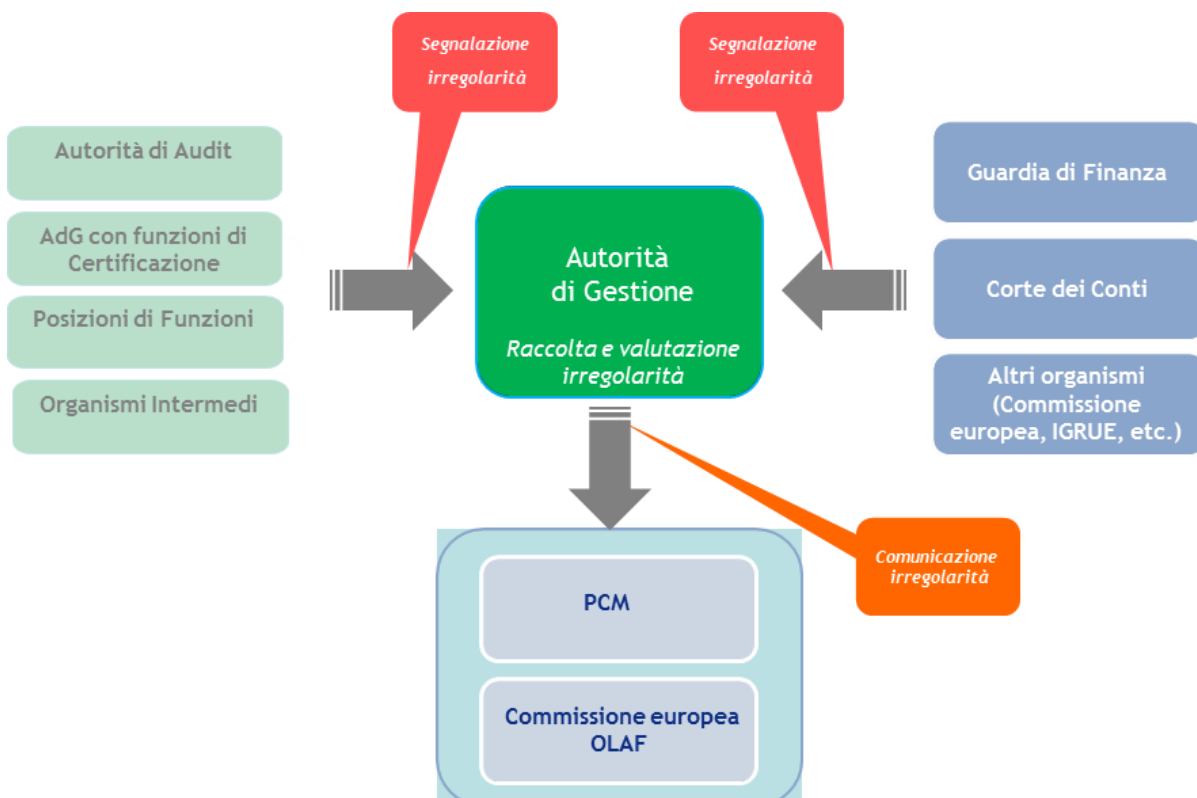 Segnalazione
irregolarità
Segnalazione
irregolarità
Autorità di Audit
AdG con funzioni di
Certificazione
Posizioni di Funzioni
Organismi Intermedi
Autorità
di Gestione
Raccolta e valutazione
irregolarità
Guardia di Finanza
Corte dei Conti
Altri organismi
(Commissione
europea, IGRUE, etc.)
Comunicazione
irregolarità
PCM
Commissione europea
OLAF